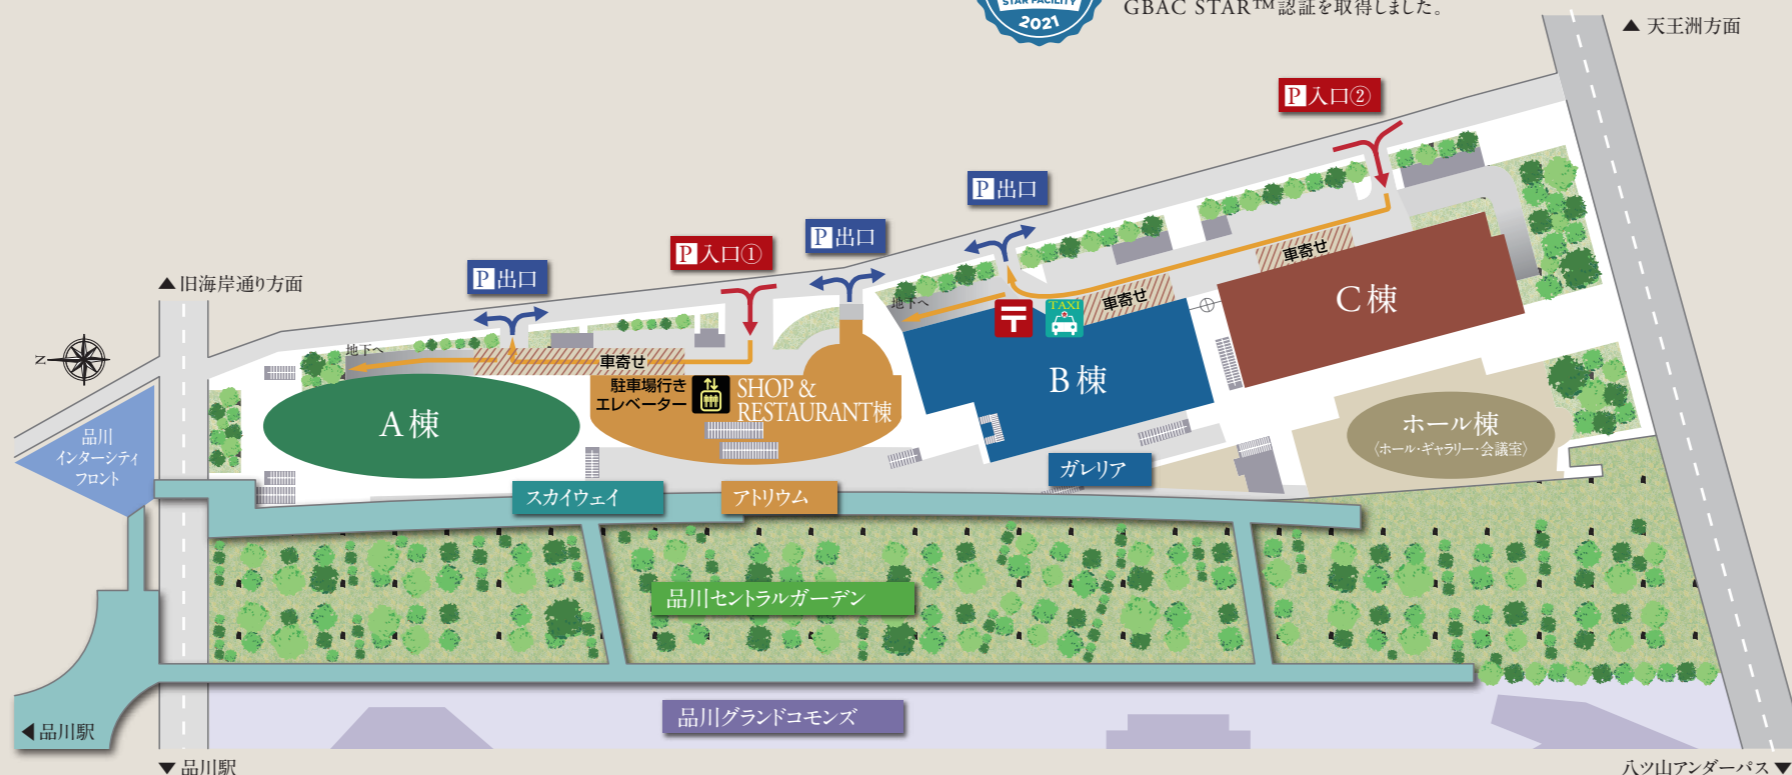 STAR FACILITY
2021
GBAC STAR™認証を取得しました。
▲ 天王洲方面
P 入口②
P 出口
P 出口
P 入口①
P 出口
▲旧海岸通り方面
N
車寄せ
車寄せ
地下へ
〒
TAXI
C棟
地下へ
車寄せ
駐車場行き
エレベーター
SHOP &
RESTAURANT棟
B棟
A棟
ホール棟
〈ホール・ギャラリー・会議室〉
品川
インターシティ
フロント
ガレリア
スカイウェイ
アトリウム
品川セントラルガーデン
品川グランドコモンズ
◀品川駅
▼ 品川駅
八ツ山アンダーパス▼